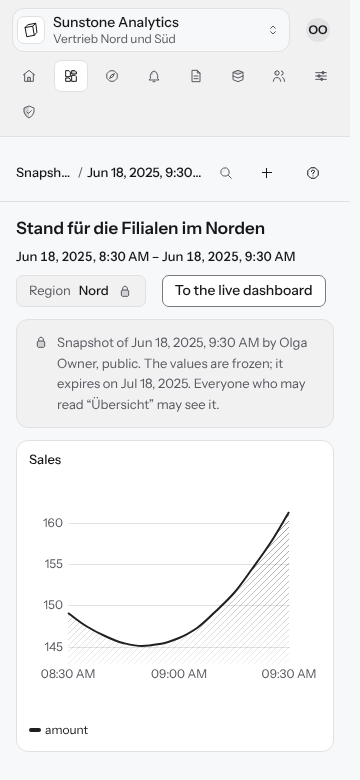 Sunstone Analytics
Vertrieb Nord und Süd
OO
Snapsh... / Jun 18, 2025, 9:30...
Stand für die Filialen im Norden
Jun 18, 2025, 8:30 AM – Jun 18, 2025, 9:30 AM
Region Nord
To the live dashboard
Snapshot of Jun 18, 2025, 9:30 AM by Olga
Owner, public. The values are frozen; it
expires on Jul 18, 2025. Everyone who may
read “Übersicht” may see it.
Sales
160
155
150
145
08:30 AM 09:00 AM 09:30 AM
amount